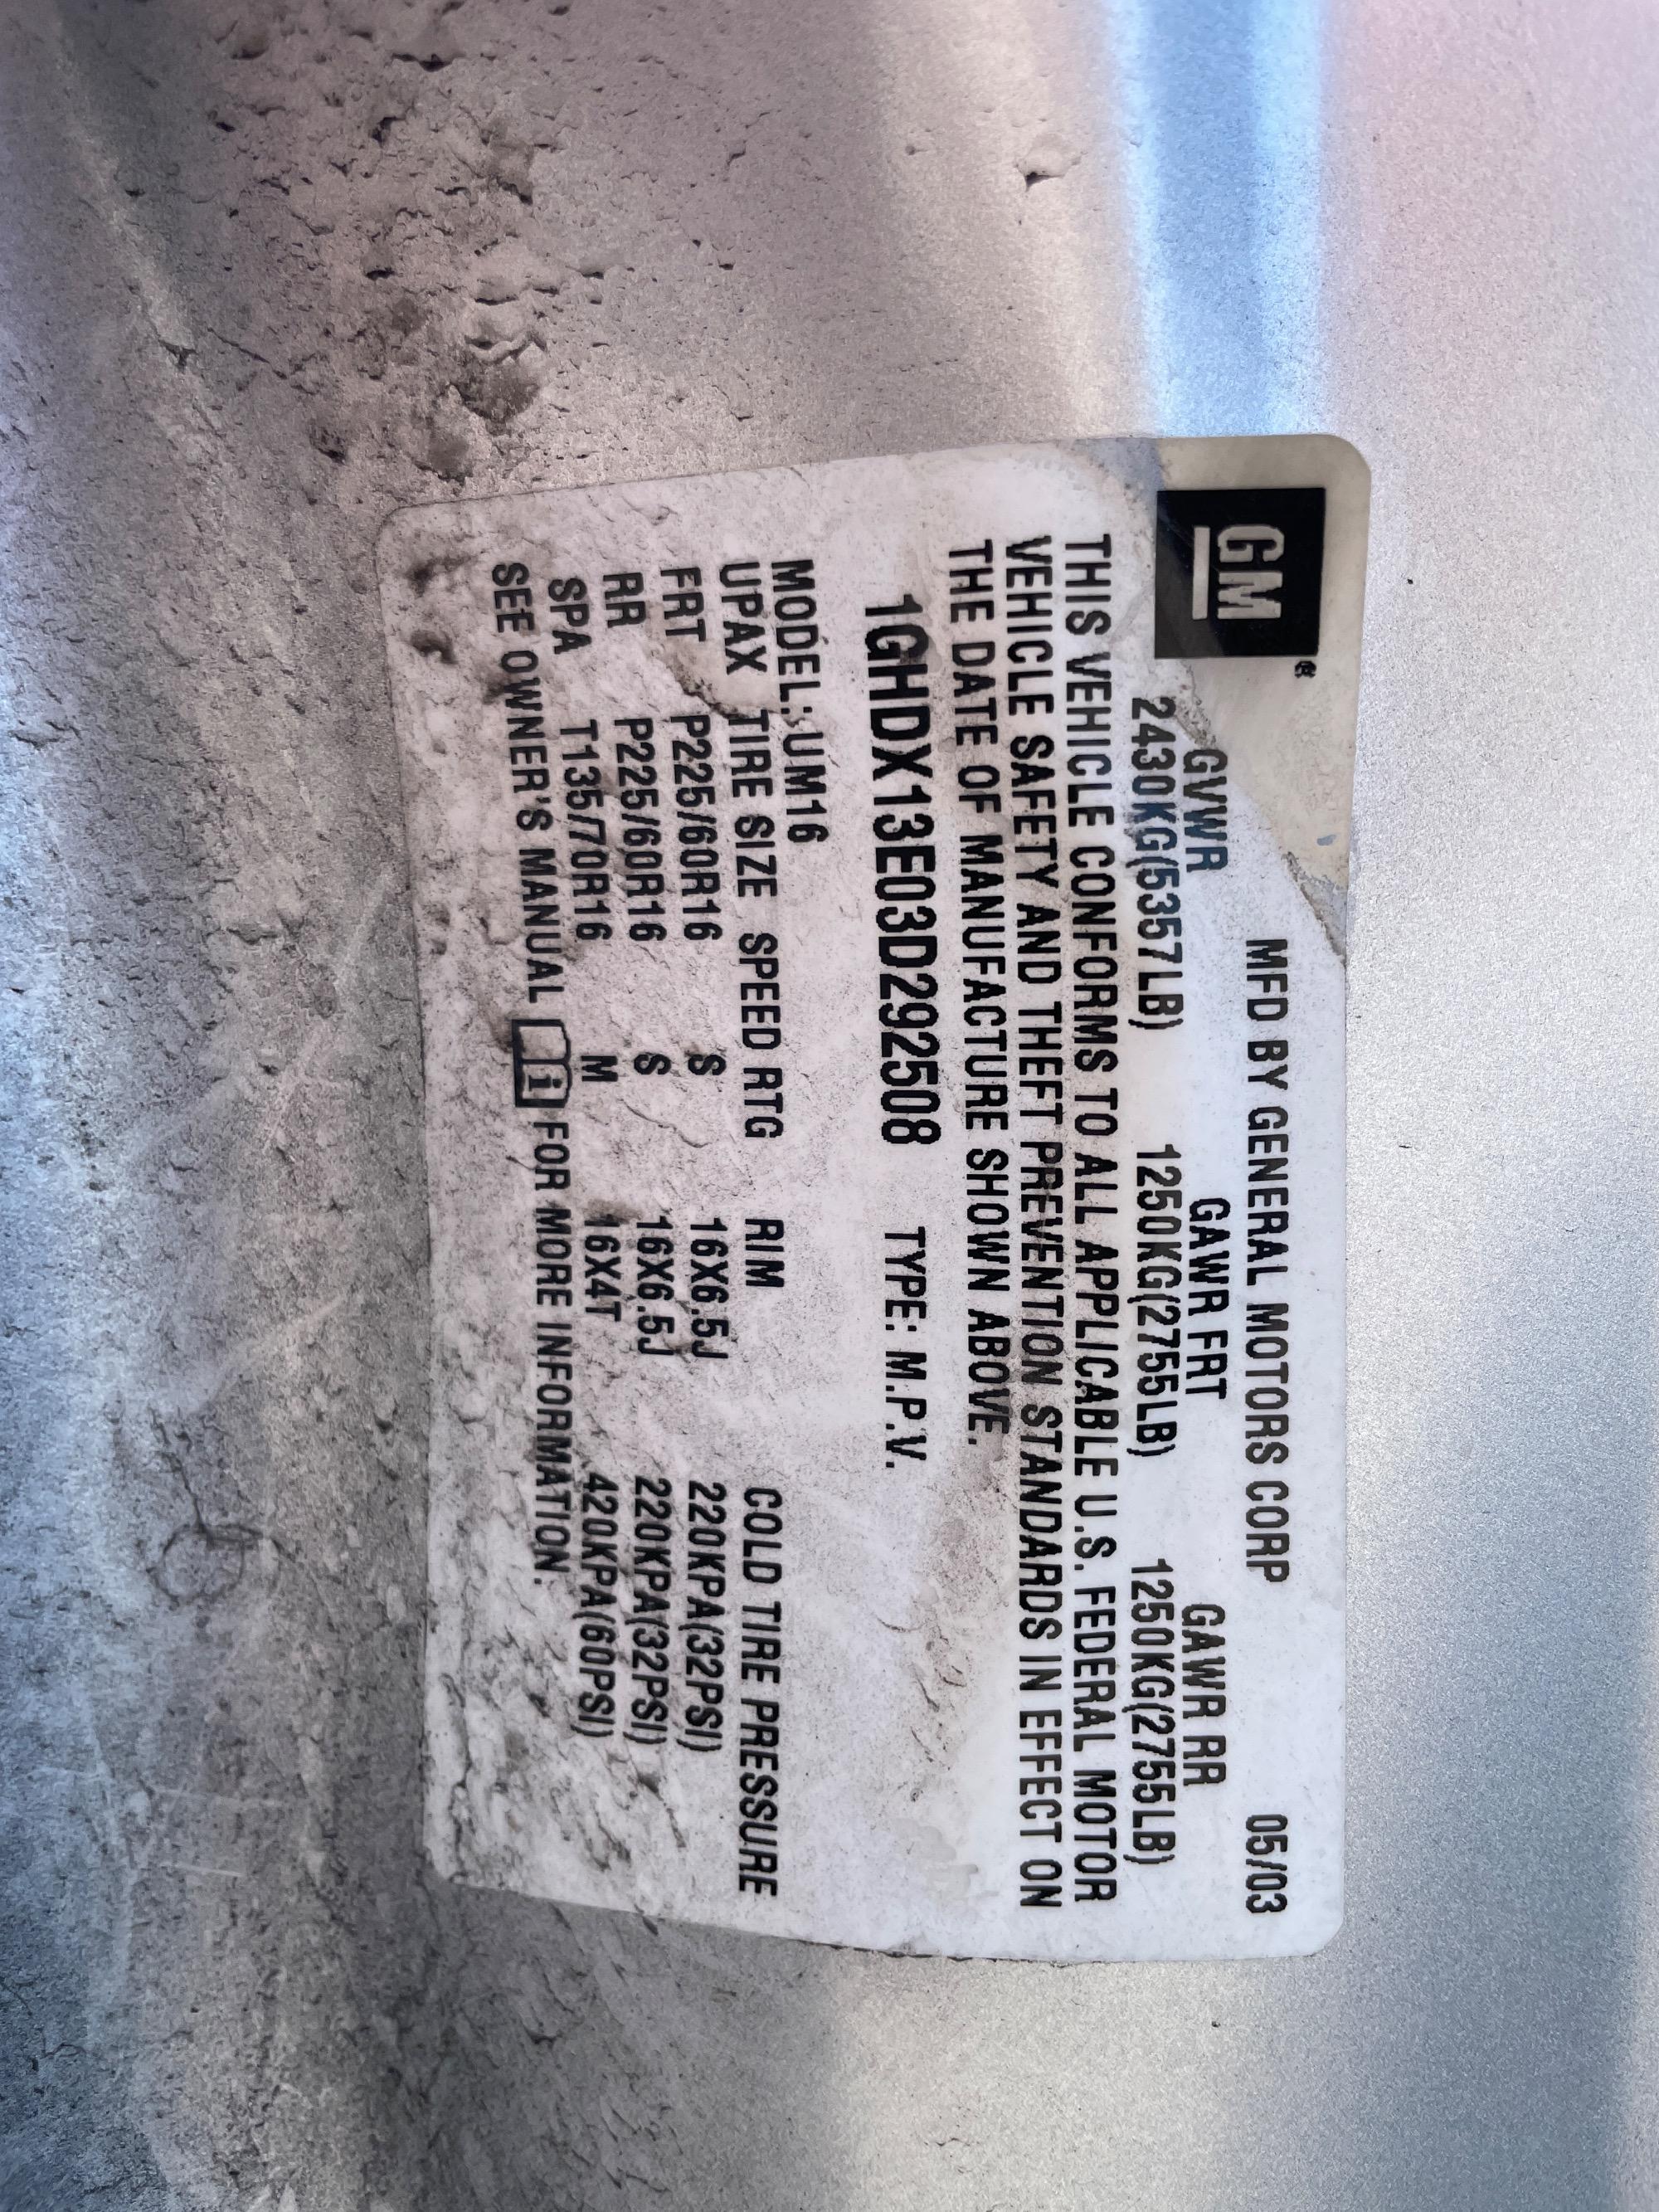 GM®
MFD BY GENERAL MOTORS CORP 05/03
GVWR GAWR FRT GAWR RR
2430KG(5357LB) 1250KG(2755LB) 1250KG(2755LB)
THIS VEHICLE CONFORMS TO ALL APPLICABLE U.S. FEDERAL MOTOR
VEHICLE SAFETY AND THEFT PREVENTION STANDARDS IN EFFECT ON
THE DATE OF MANUFACTURE SHOWN ABOVE.
1GHDX13E03D292508 TYPE: M.P.V.
MODEL:UM16
UPAX TIRE SIZE SPEED RTG RIM COLD TIRE PRESSURE
FRT P225/60R16 S 16X6.5J 220KPA(32PSI)
RR P225/60R16 S 16X6.5J 220KPA(32PSI)
SPA T135/70R16 M 16X4T 420KPA(60PSI)
SEE OWNER'S MANUAL i FOR MORE INFORMATION.